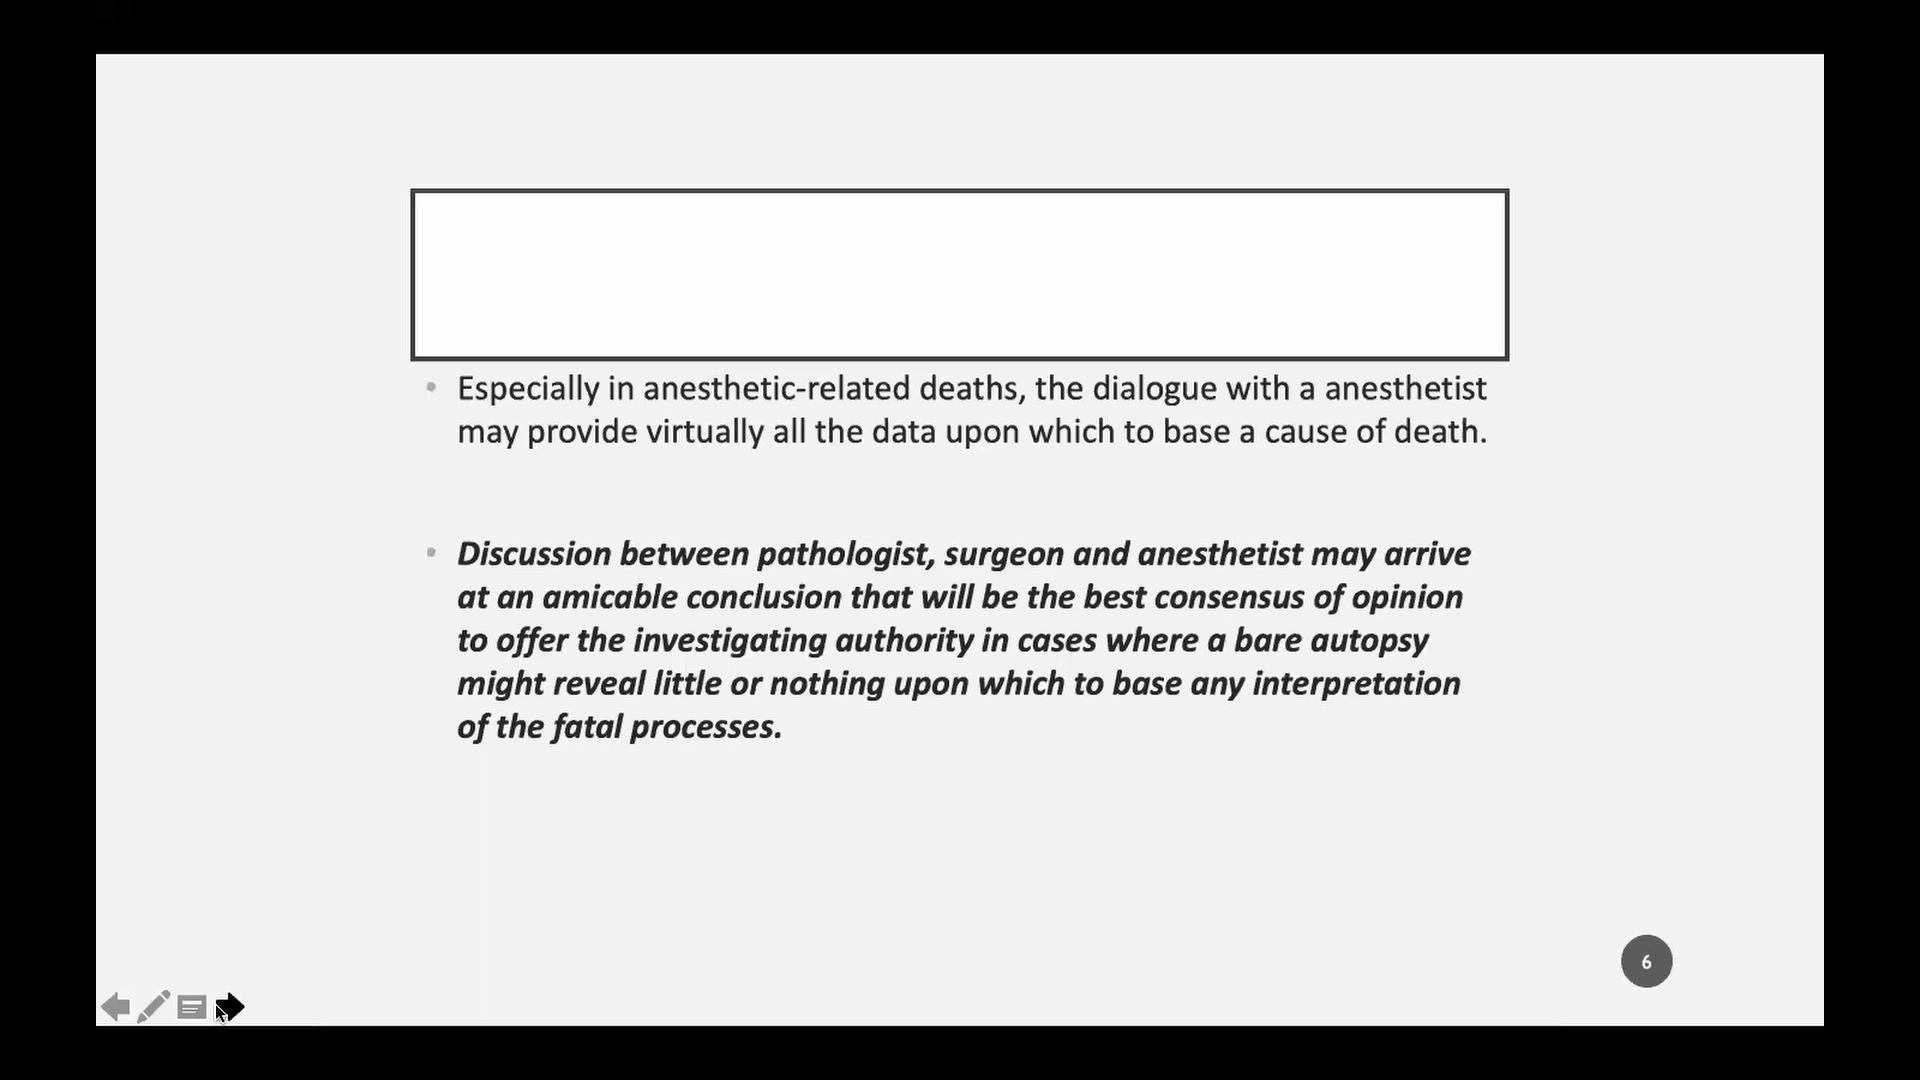 • Especially in anesthetic-related deaths, the dialogue with a anesthetist
may provide virtually all the data upon which to base a cause of death.
• Discussion between pathologist, surgeon and anesthetist may arrive
at an amicable conclusion that will be the best consensus of opinion
to offer the investigating authority in cases where a bare autopsy
might reveal little or nothing upon which to base any interpretation
of the fatal processes.
6